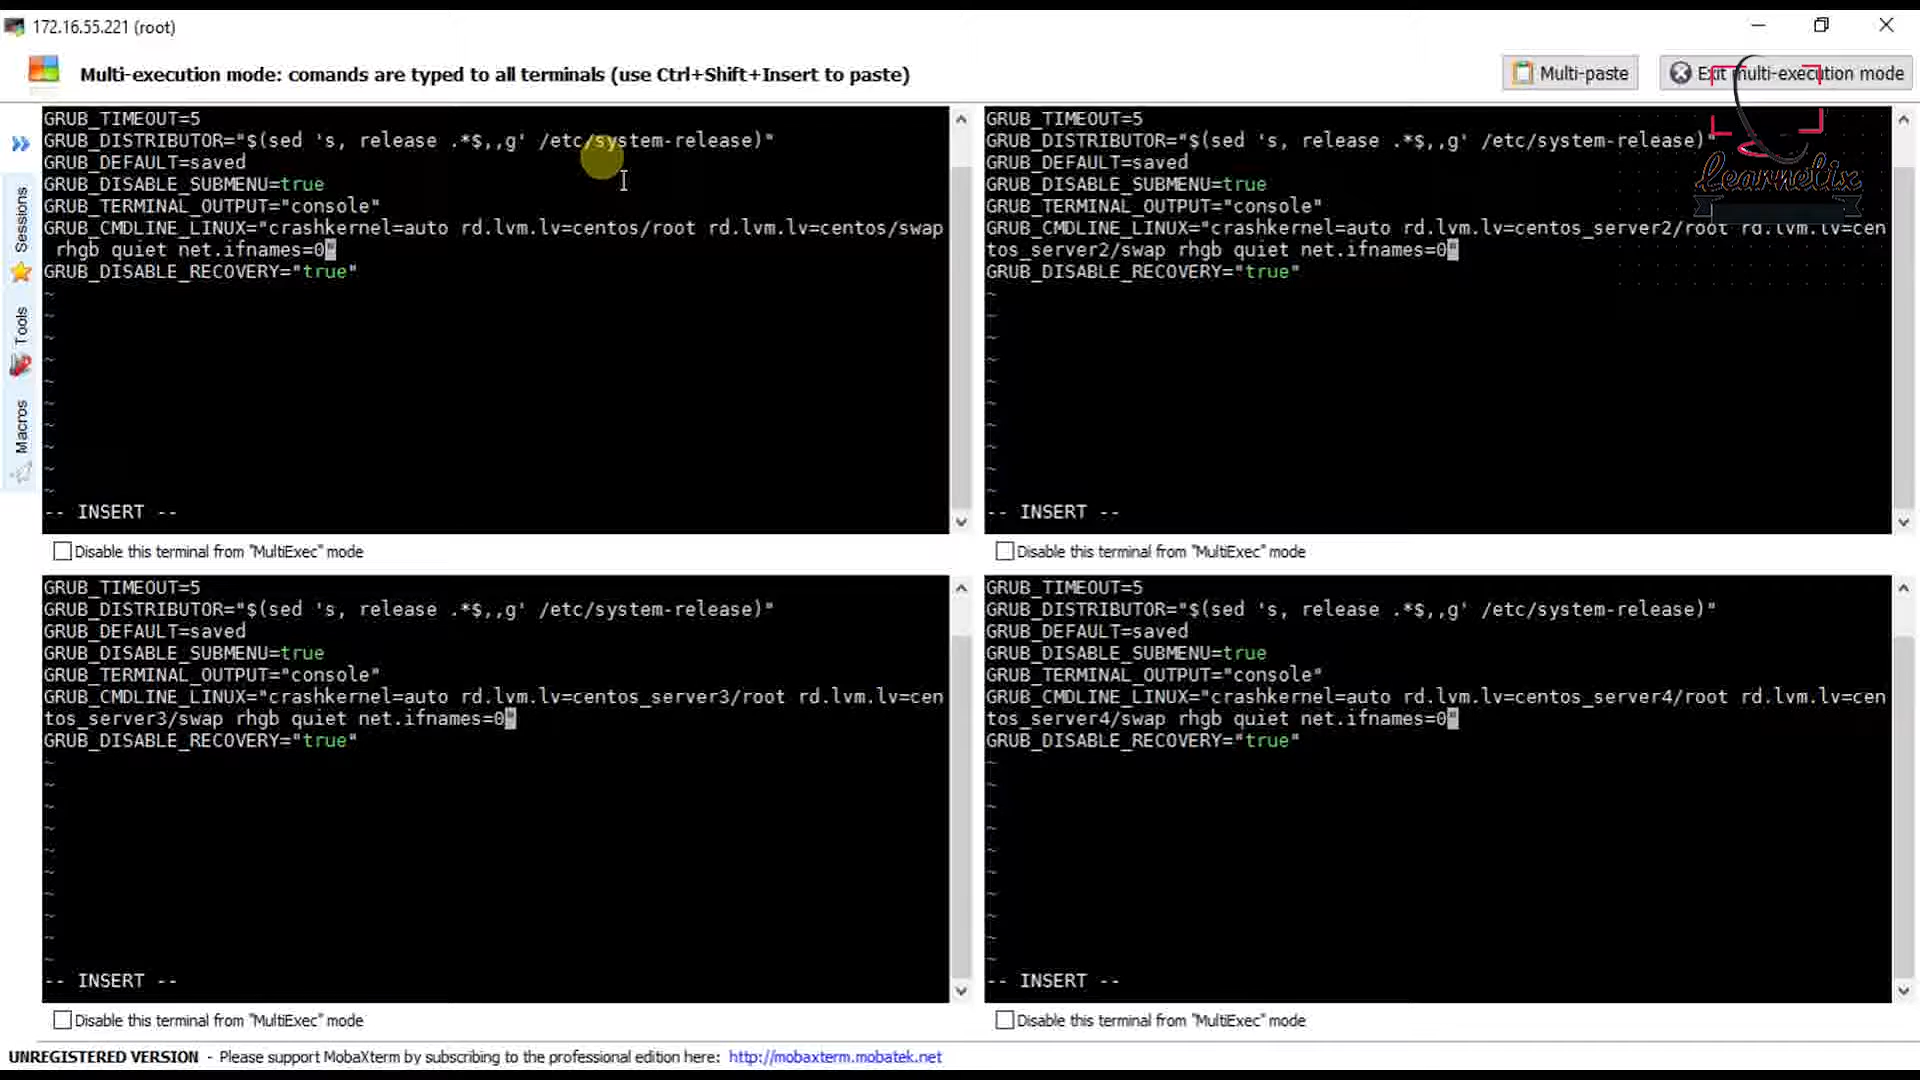 172.16.55.221 (root)
Multi-execution mode: comands are typed to all terminals (use Ctrl+Shift+Insert to paste)
Multi-paste
Exit multi-execution mode
Learnetix
Sessions
Tools
Macros
GRUB_TIMEOUT=5
GRUB_DISTRIBUTOR="$(sed 's, release .*$,,g' /etc/system-release)"
GRUB_DEFAULT=saved
GRUB_DISABLE_SUBMENU=true
GRUB_TERMINAL_OUTPUT="console"
GRUB_CMDLINE_LINUX="crashkernel=auto rd.lvm.lv=centos/root rd.lvm.lv=centos/swap
rhgb quiet net.ifnames=0"
GRUB_DISABLE_RECOVERY="true"
~
~
~
~
~
~
~
~
~
~
-- INSERT --
Disable this terminal from "MultiExec" mode
GRUB_TIMEOUT=5
GRUB_DISTRIBUTOR="$(sed 's, release .*$,,g' /etc/system-release)"
GRUB_DEFAULT=saved
GRUB_DISABLE_SUBMENU=true
GRUB_TERMINAL_OUTPUT="console"
GRUB_CMDLINE_LINUX="crashkernel=auto rd.lvm.lv=centos_server2/root rd.lvm.lv=cen
tos_server2/swap rhgb quiet net.ifnames=0"
GRUB_DISABLE_RECOVERY="true"
~
~
~
~
~
~
~
~
~
~
-- INSERT --
Disable this terminal from "MultiExec" mode
GRUB_TIMEOUT=5
GRUB_DISTRIBUTOR="$(sed 's, release .*$,,g' /etc/system-release)"
GRUB_DEFAULT=saved
GRUB_DISABLE_SUBMENU=true
GRUB_TERMINAL_OUTPUT="console"
GRUB_CMDLINE_LINUX="crashkernel=auto rd.lvm.lv=centos_server3/root rd.lvm.lv=cen
tos_server3/swap rhgb quiet net.ifnames=0"
GRUB_DISABLE_RECOVERY="true"
~
~
~
~
~
~
~
~
~
~
-- INSERT --
Disable this terminal from "MultiExec" mode
GRUB_TIMEOUT=5
GRUB_DISTRIBUTOR="$(sed 's, release .*$,,g' /etc/system-release)"
GRUB_DEFAULT=saved
GRUB_DISABLE_SUBMENU=true
GRUB_TERMINAL_OUTPUT="console"
GRUB_CMDLINE_LINUX="crashkernel=auto rd.lvm.lv=centos_server4/root rd.lvm.lv=cen
tos_server4/swap rhgb quiet net.ifnames=0"
GRUB_DISABLE_RECOVERY="true"
~
~
~
~
~
~
~
~
~
~
-- INSERT --
Disable this terminal from "MultiExec" mode
UNREGISTERED VERSION - Please support MobaXterm by subscribing to the professional edition here: http://mobaxterm.mobatek.net